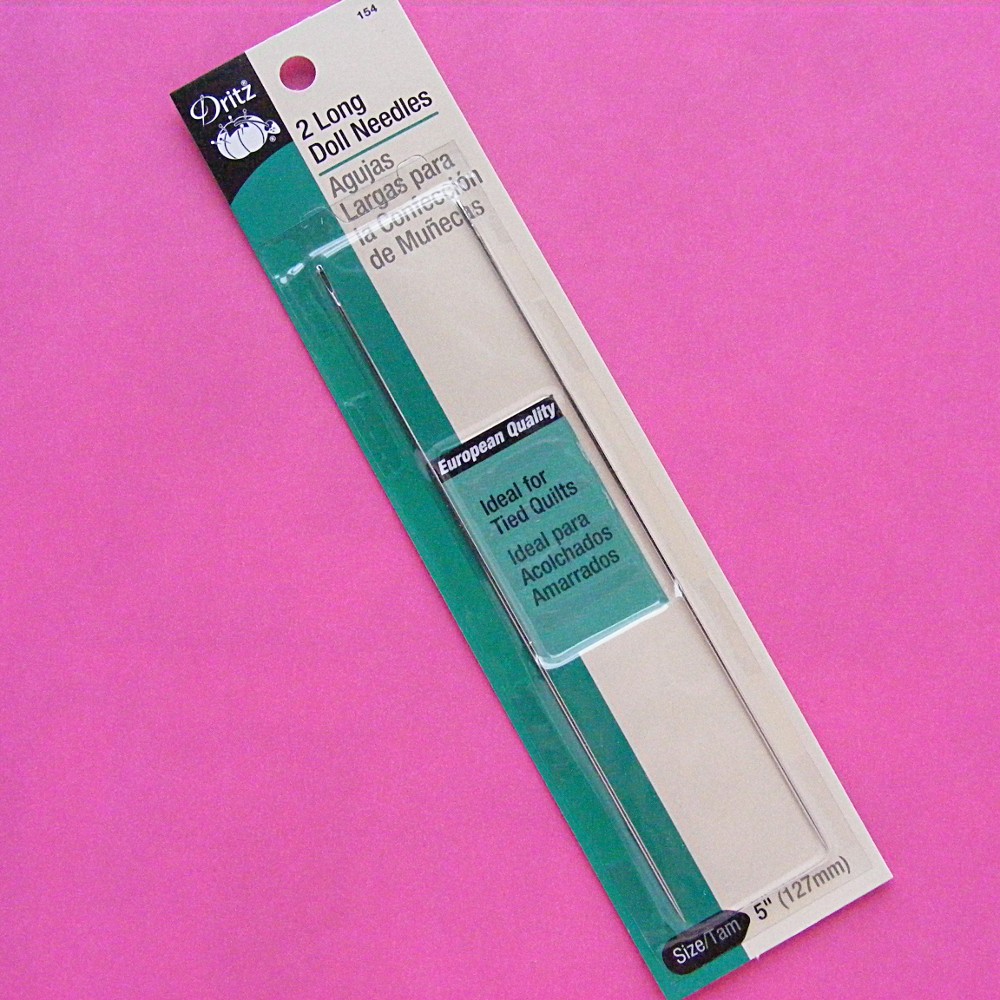 154
Dritz®
®
2 Long
Doll Needles
Agujas
Largas para
la Confección
de Muñecas
European Quality
Ideal for
Tied Quilts
Ideal para
Acolchados
Amarrados
Size/Tam 5" (127mm)